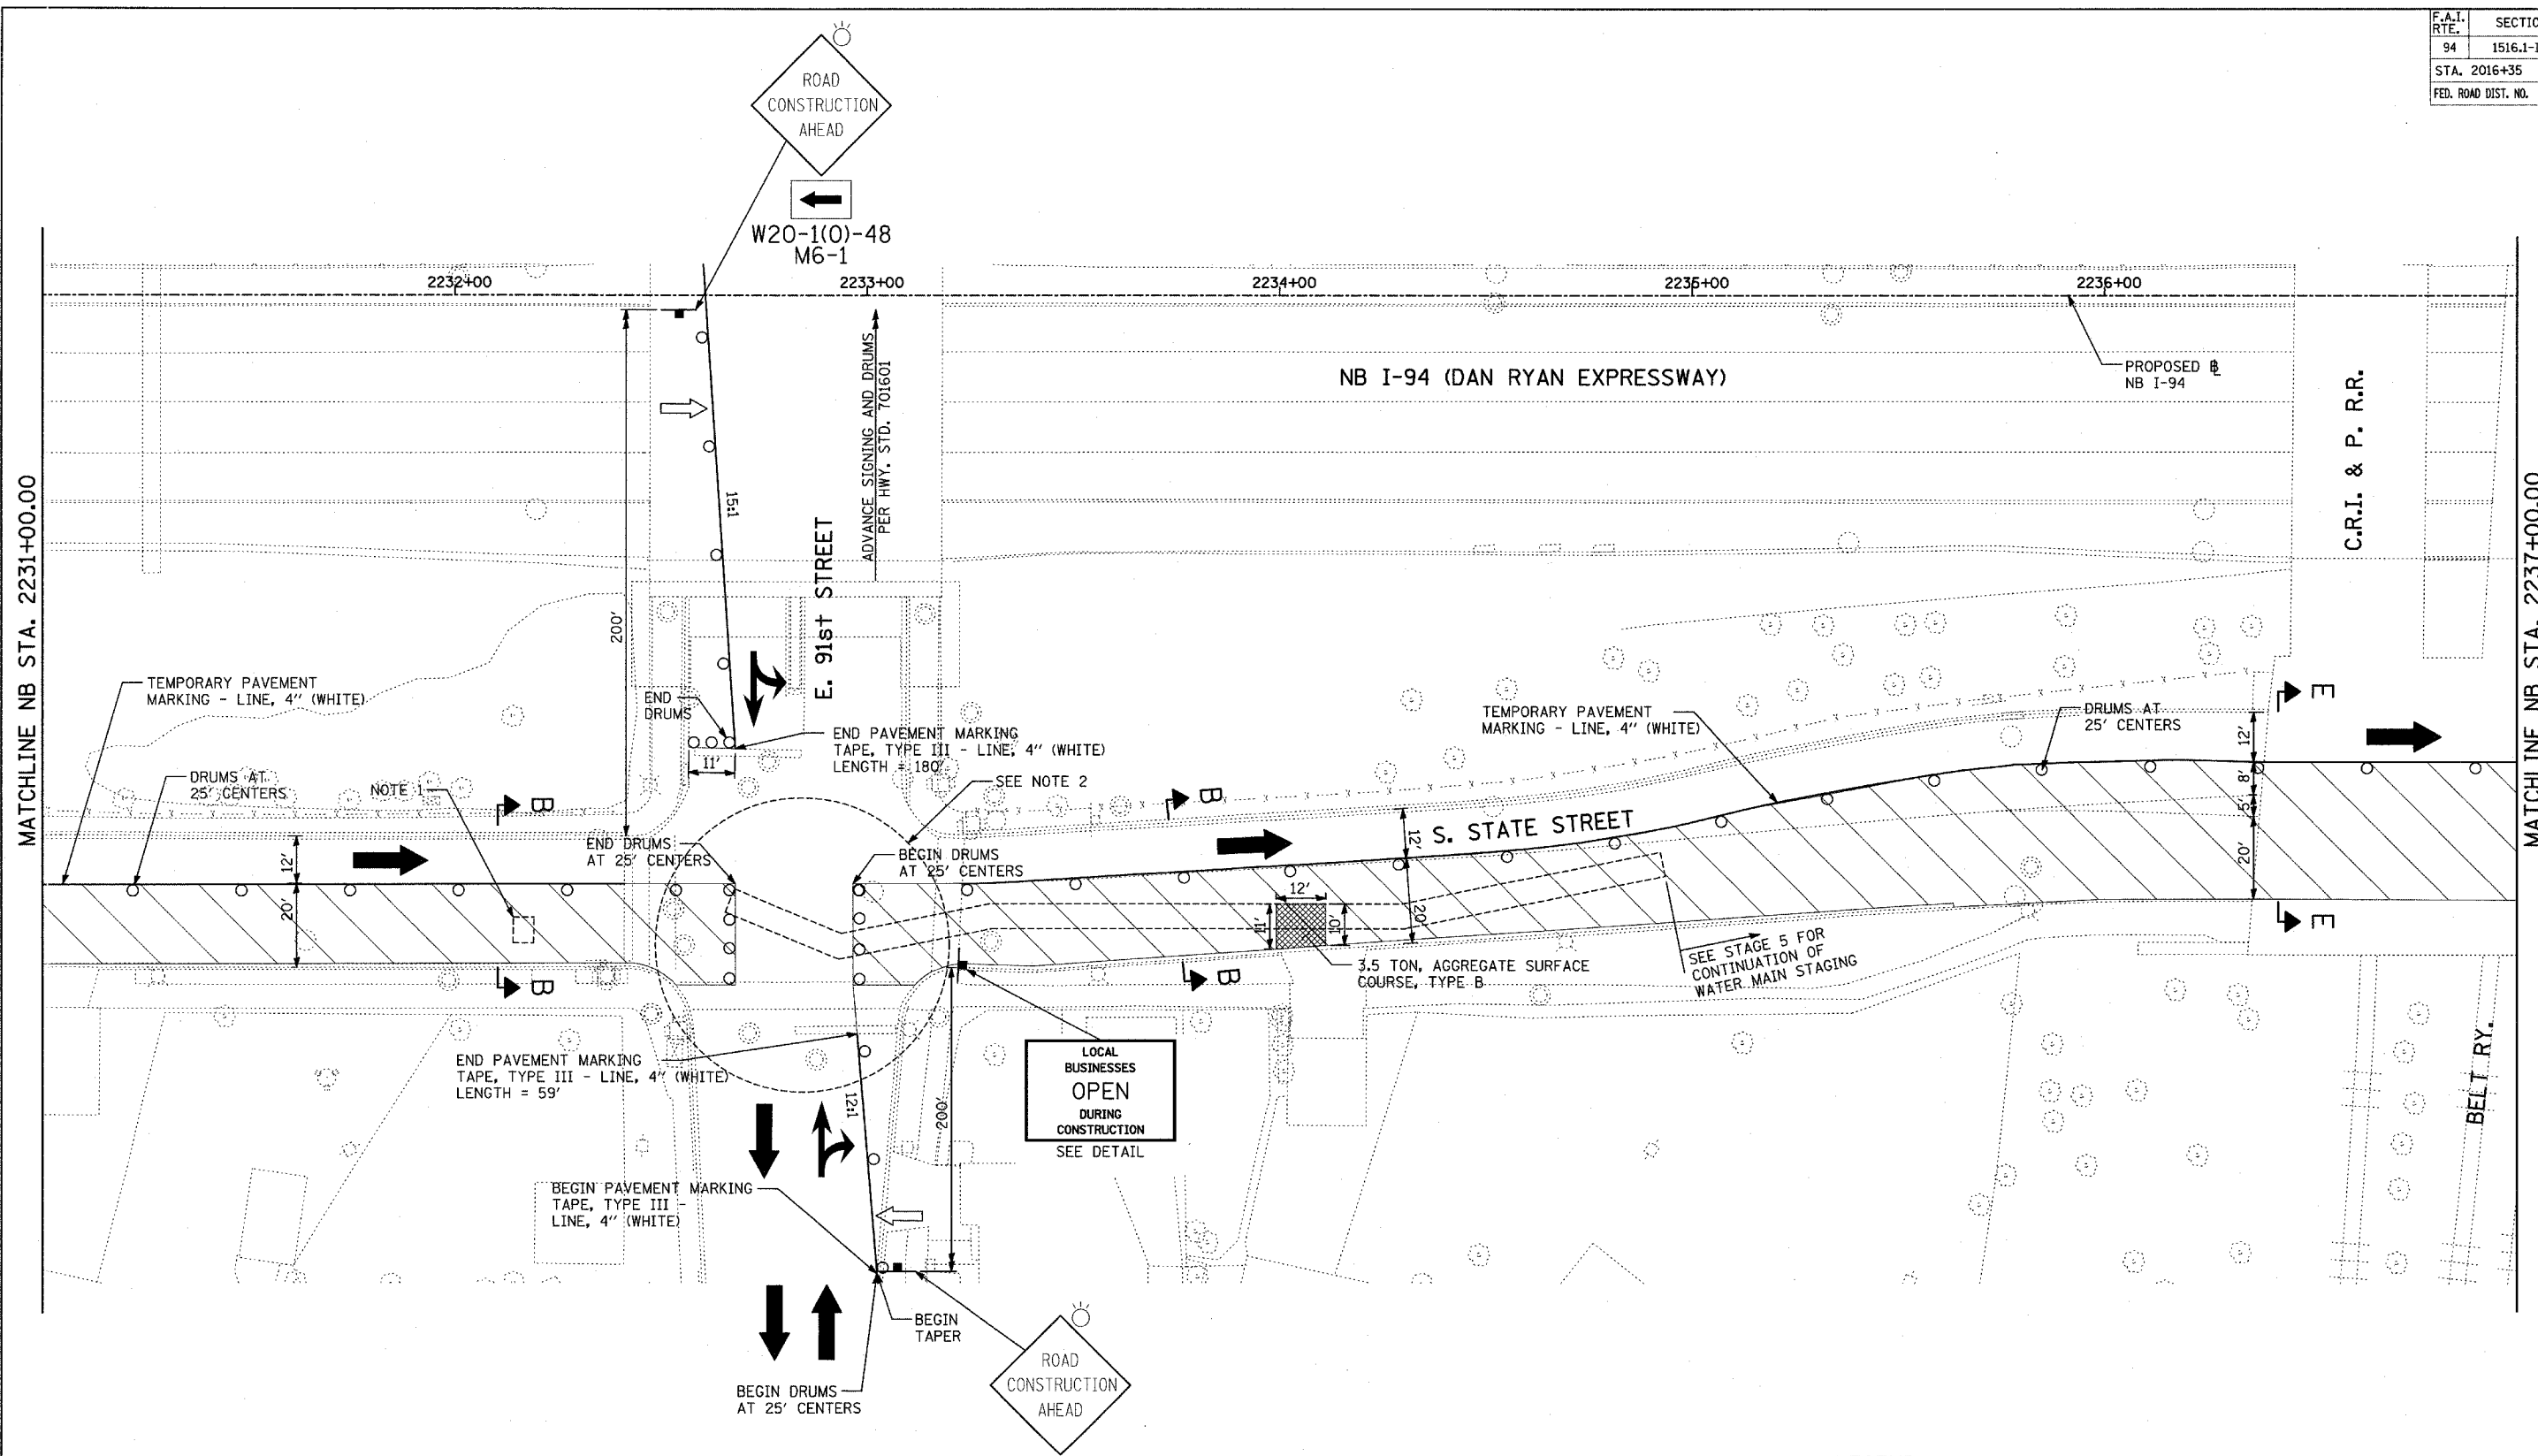 F.A.I.
RTE.
SECTIO
94
1516.1-I
STA. 2016+35
FED. ROAD DIST. NO.
ROAD
CONSTRUCTION
AHEAD
W20-1(O)-48
M6-1
2232+00
2233+00
2234+00
2235+00
2236+00
NB I-94 (DAN RYAN EXPRESSWAY)
PROPOSED ℄
NB I-94
C.R.I. & P. R.R.
ADVANCE SIGNING AND DRUMS
PER HWY. STD. 701601
15:1
200'
E. 91st STREET
MATCHLINE NB STA. 2231+00.00
MATCHLINE NB STA. 2237+00.00
TEMPORARY PAVEMENT
MARKING - LINE, 4" (WHITE)
END
DRUMS
END PAVEMENT MARKING
TAPE, TYPE III - LINE, 4" (WHITE)
LENGTH = 180'
11'
TEMPORARY PAVEMENT
MARKING - LINE, 4" (WHITE)
DRUMS AT
25' CENTERS
E
12'
8'
5'
20'
E
DRUMS AT
25' CENTERS
NOTE 1
B
SEE NOTE 2
B
12'
S. STATE STREET
END DRUMS
AT 25' CENTERS
BEGIN DRUMS
AT 25' CENTERS
12'
20'
B
12'
11'
10'
20'
B
3.5 TON, AGGREGATE SURFACE
COURSE, TYPE B
SEE STAGE 5 FOR
CONTINUATION OF
WATER MAIN STAGING
END PAVEMENT MARKING
TAPE, TYPE III - LINE, 4" (WHITE)
LENGTH = 59'
12:1
200'
LOCAL
BUSINESSES
OPEN
DURING
CONSTRUCTION
SEE DETAIL
BELT RY.
BEGIN PAVEMENT MARKING
TAPE, TYPE III -
LINE, 4" (WHITE)
BEGIN
TAPER
BEGIN DRUMS
AT 25' CENTERS
ROAD
CONSTRUCTION
AHEAD